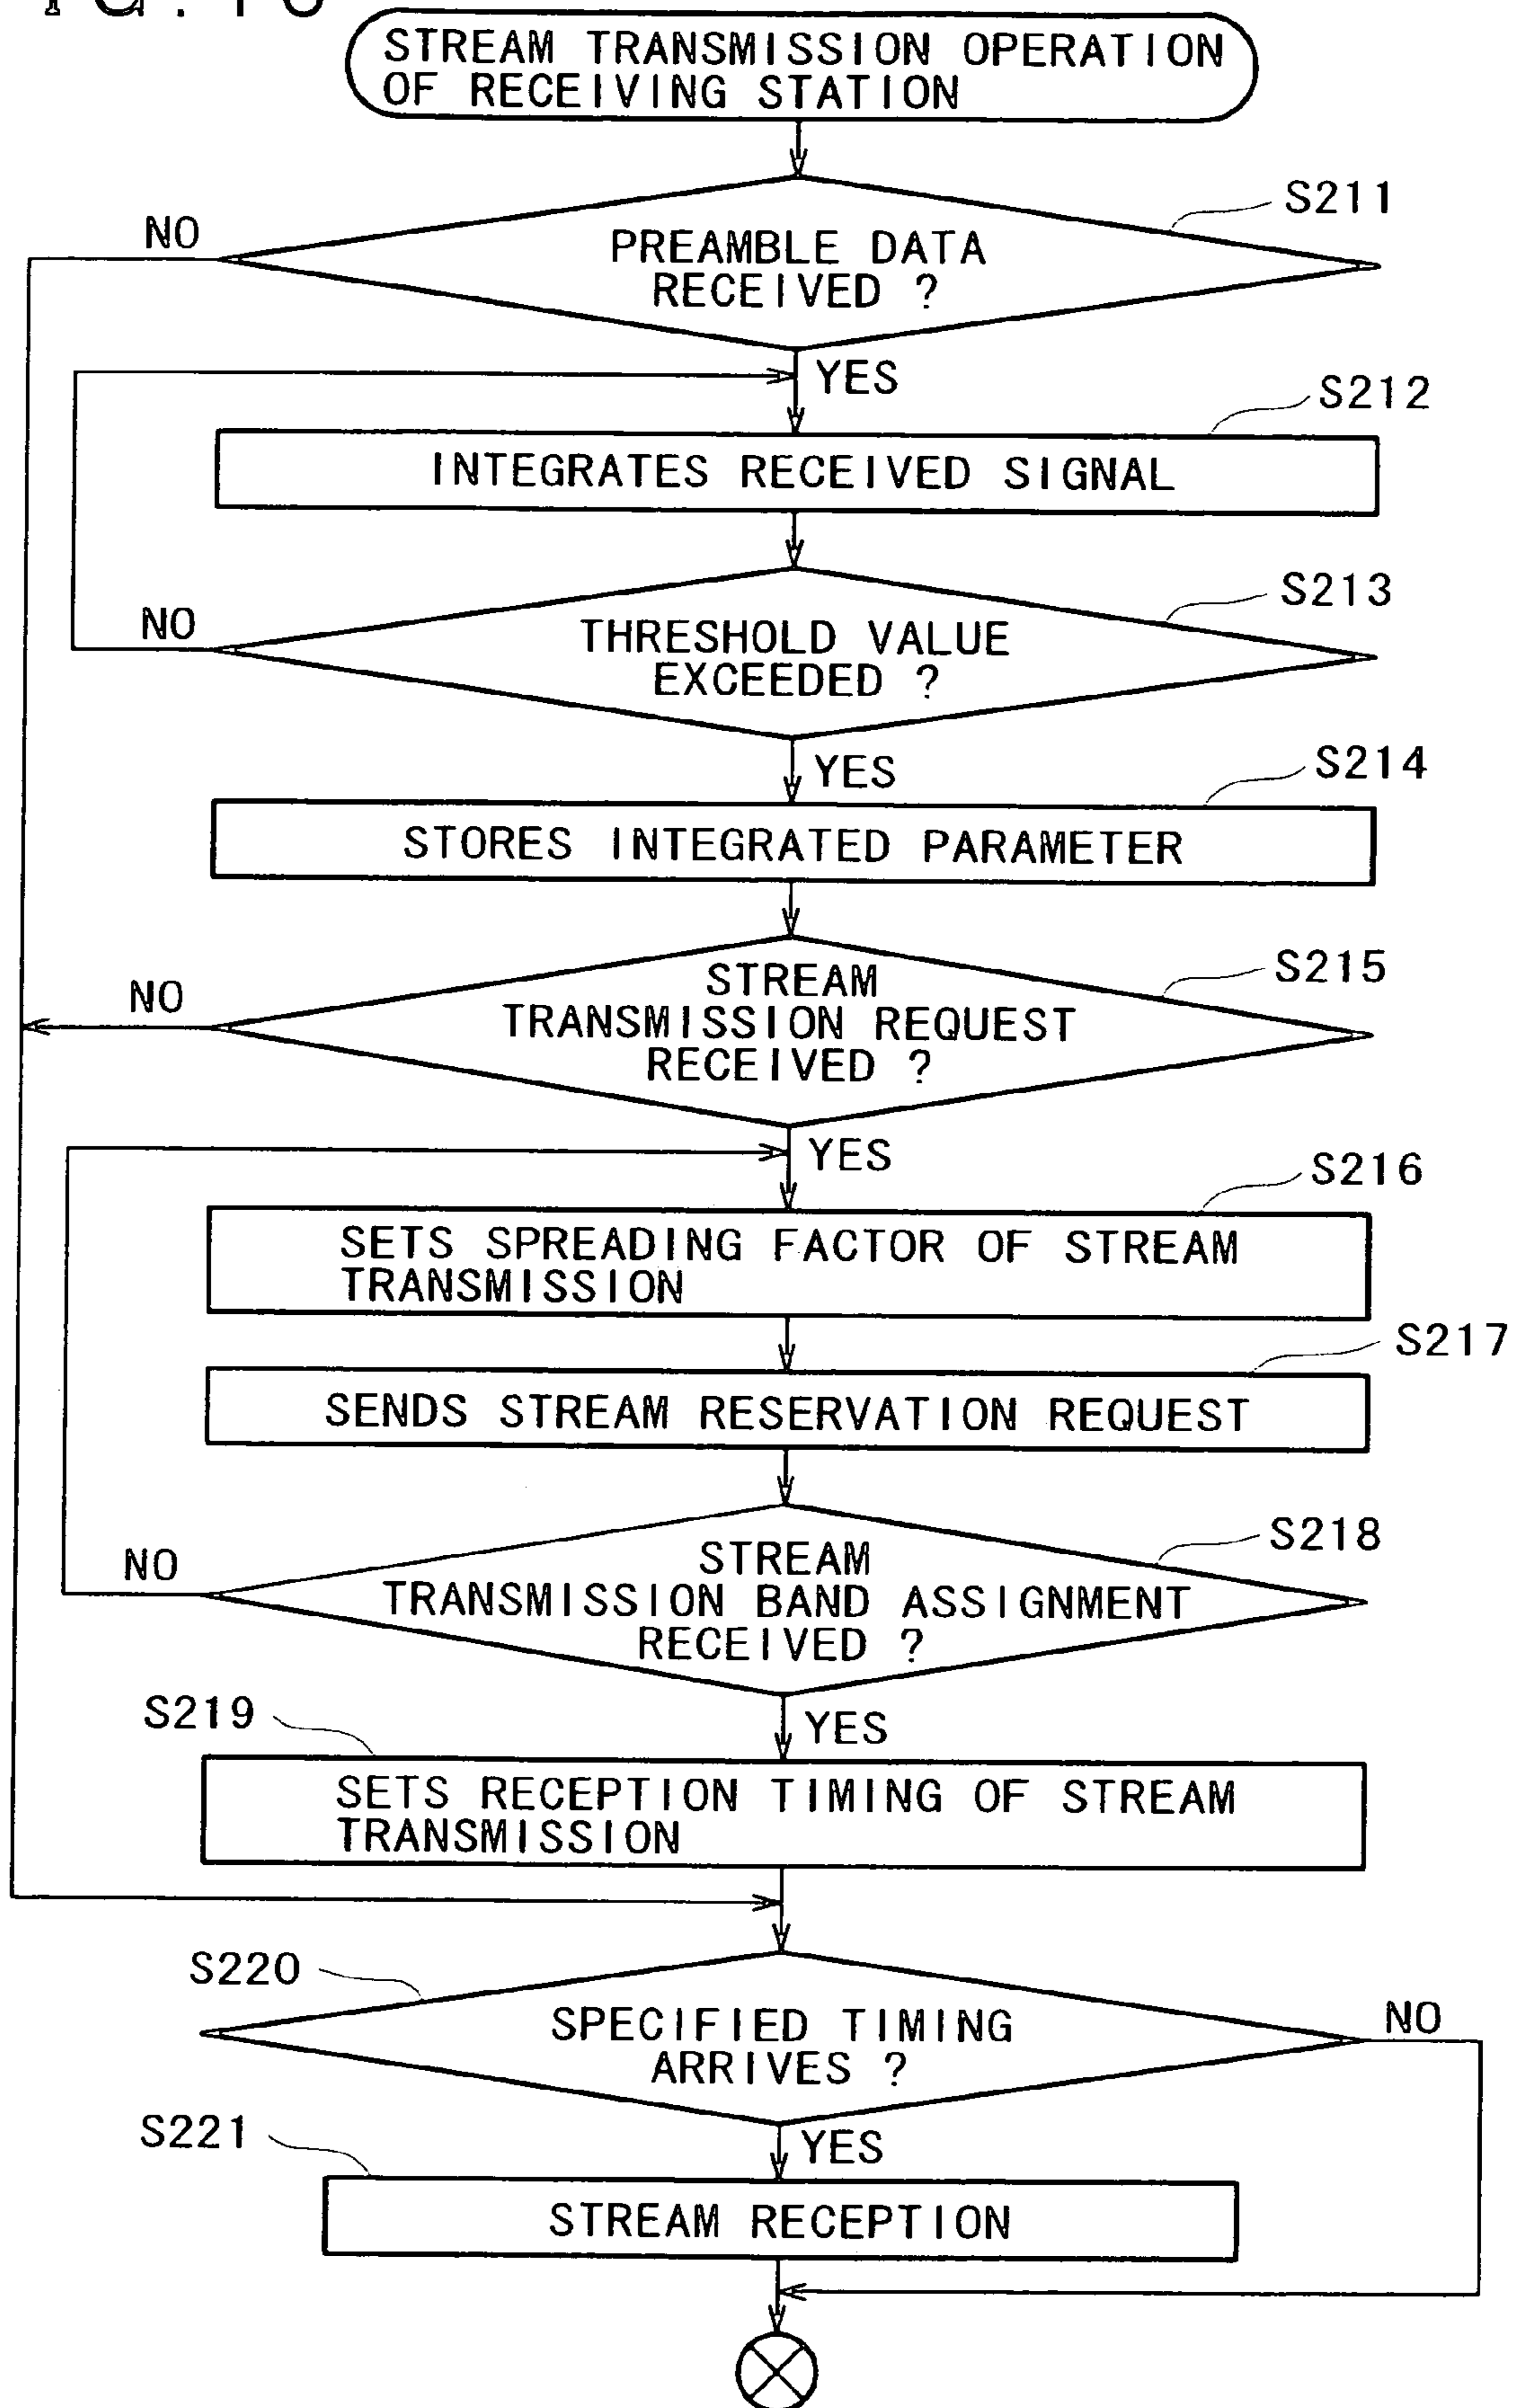 STREAM TRANSMISSION OPERATION
OF RECEIVING STATION
S211
NO
PREAMBLE DATA
RECEIVED ?
YES
S212
INTEGRATES RECEIVED SIGNAL
S213
NO
THRESHOLD VALUE
EXCEEDED ?
YES
S214
STORES INTEGRATED PARAMETER
S215
NO
STREAM
TRANSMISSION REQUEST
RECEIVED ?
YES
S216
SETS SPREADING FACTOR OF STREAM
TRANSMISSION
S217
SENDS STREAM RESERVATION REQUEST
S218
NO
STREAM
TRANSMISSION BAND ASSIGNMENT
RECEIVED ?
YES
S219
SETS RECEPTION TIMING OF STREAM
TRANSMISSION
S220
NO
SPECIFIED TIMING
ARRIVES ?
YES
S221
STREAM RECEPTION